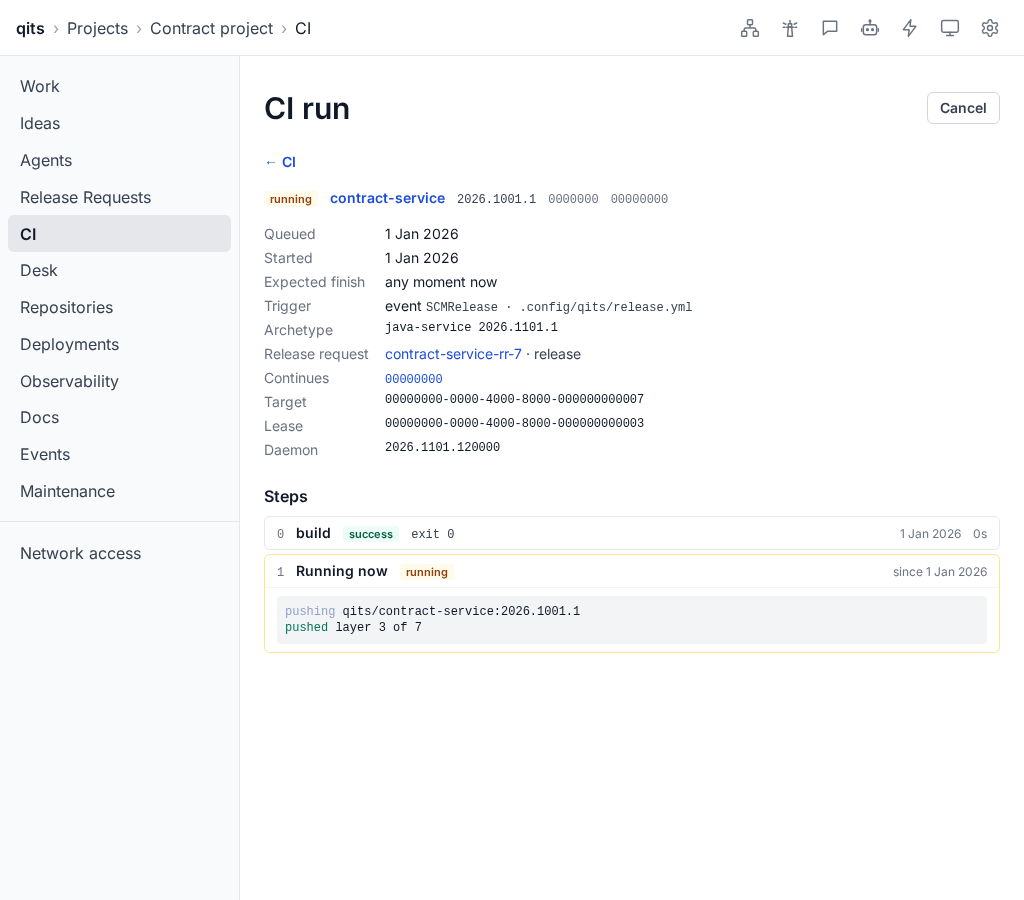 qits › Projects › Contract project › CI
Work
Ideas
Agents
Release Requests
CI
Desk
Repositories
Deployments
Observability
Docs
Events
Maintenance
Network access
CI run
Cancel
← CI
running contract-service 2026.1001.1 0000000 00000000
Queued 1 Jan 2026
Started 1 Jan 2026
Expected finish any moment now
Trigger event SCMRelease · .config/qits/release.yml
Archetype java-service 2026.1101.1
Release request contract-service-rr-7 · release
Continues 00000000
Target 00000000-0000-4000-8000-000000000007
Lease 00000000-0000-4000-8000-000000000003
Daemon 2026.1101.120000
Steps
0 build success exit 0 1 Jan 2026 0s
1 Running now running since 1 Jan 2026
pushing qits/contract-service:2026.1001.1
pushed layer 3 of 7